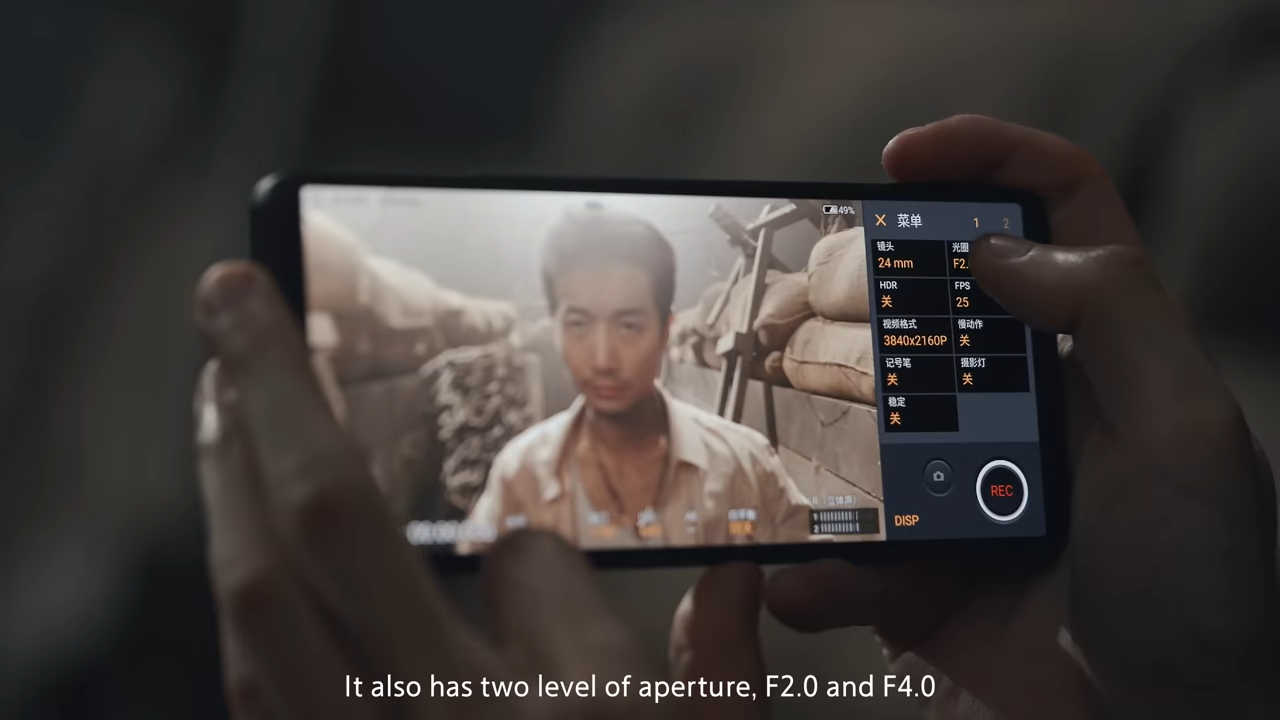 49%
菜单
1 2
镜头
光圈
24 mm
F2.
HDR
FPS
关
25
视频格式
慢动作
3840x2160P
关
记号笔
摄影灯
关
关
稳定
关
REC
DISP
1
2
It also has two level of aperture, F2.0 and F4.0